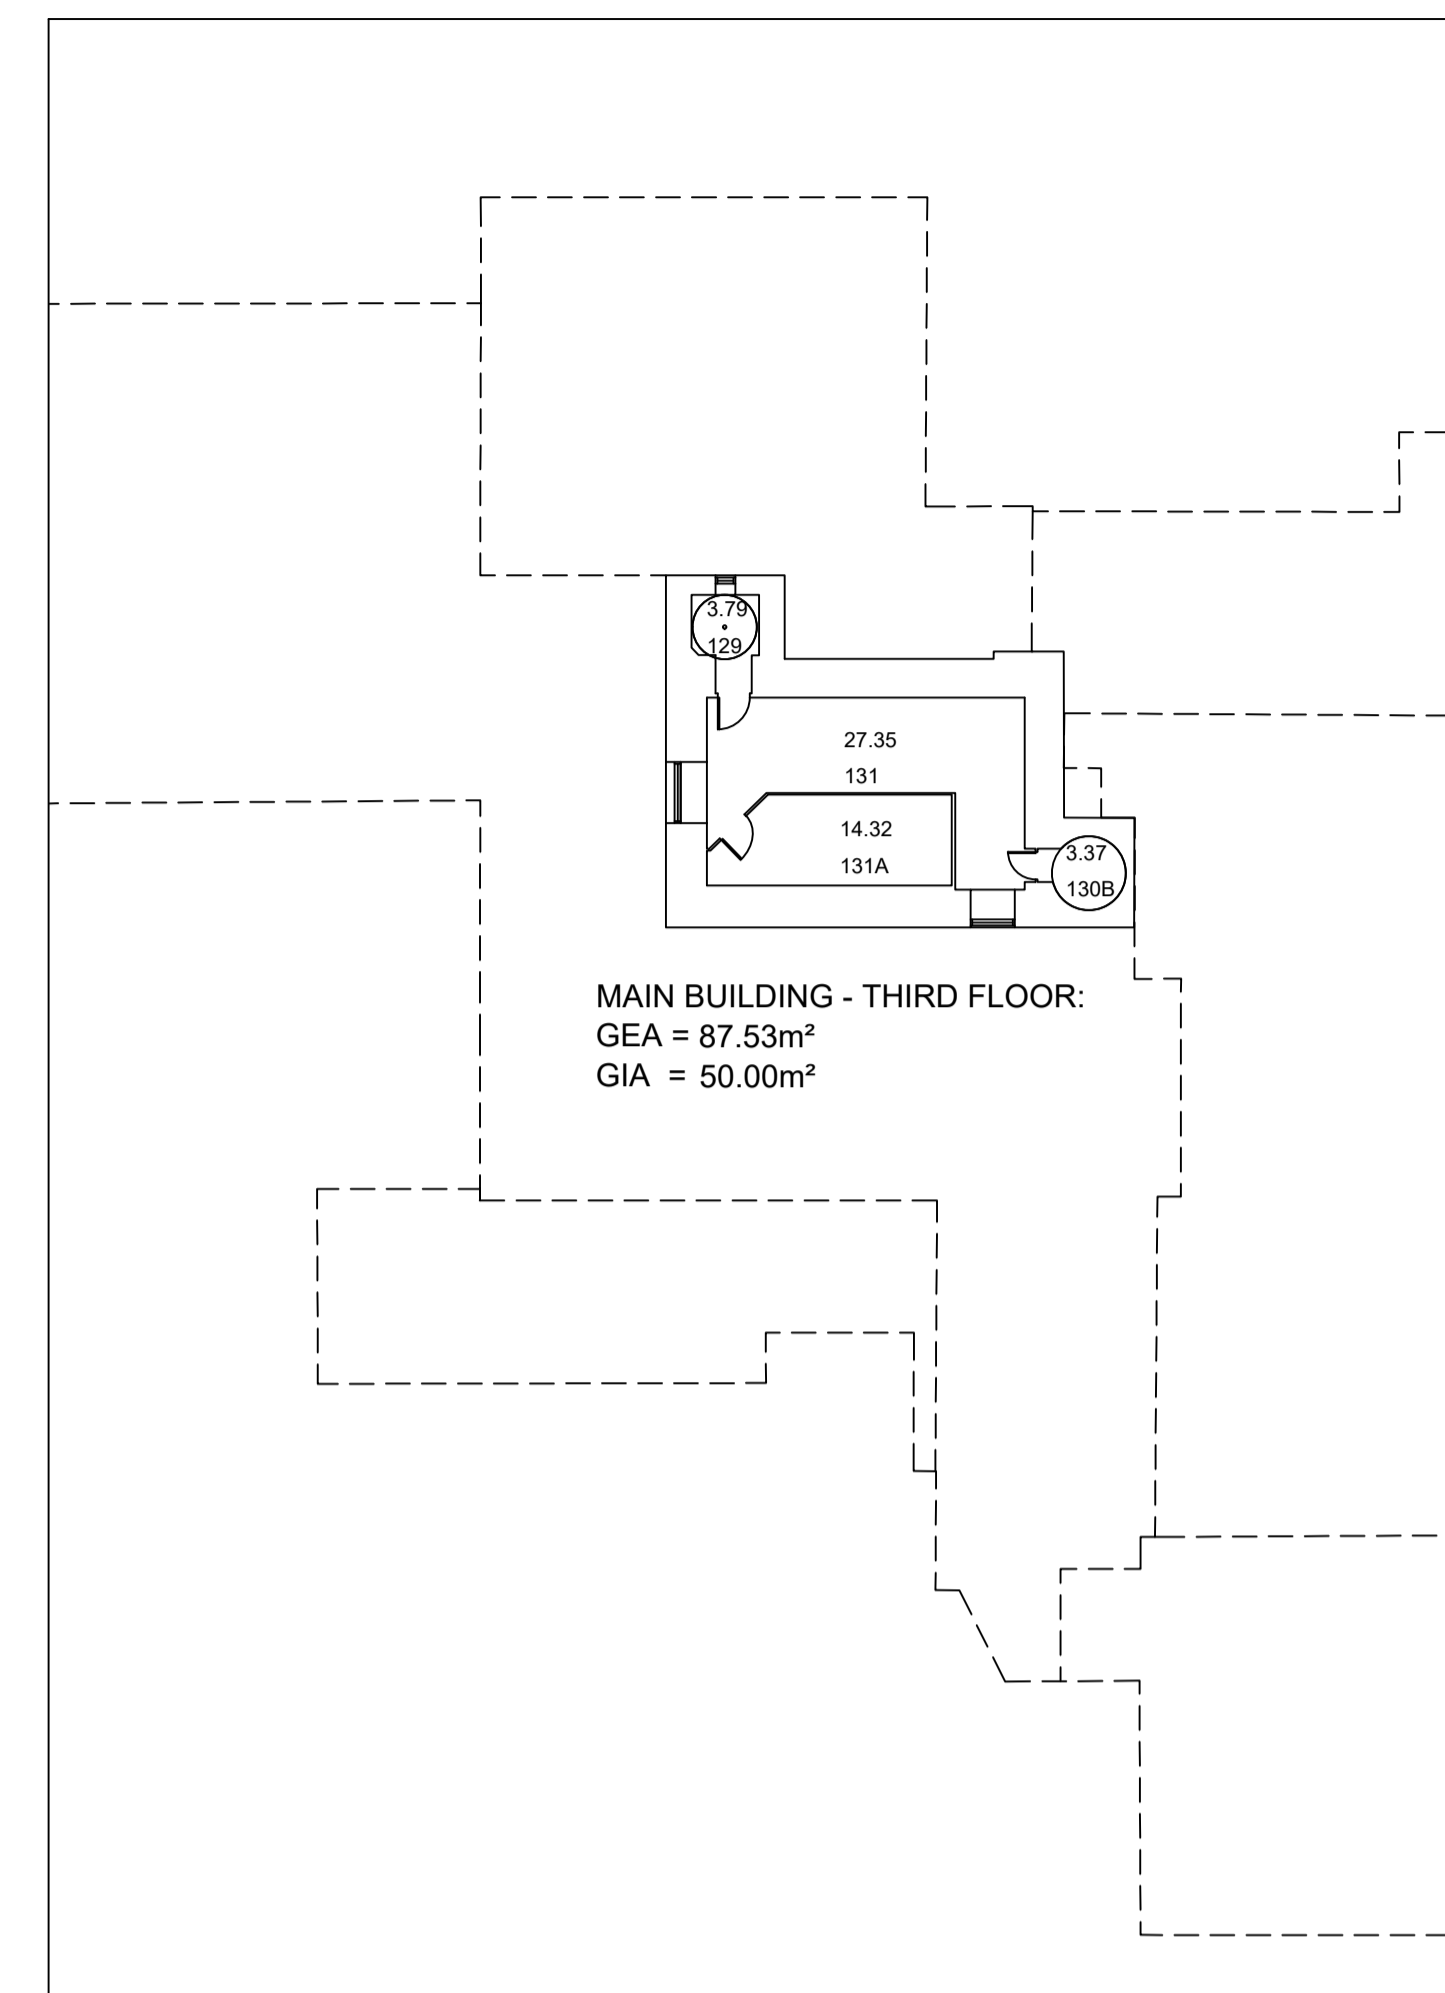 3.79
129
27.35
131
14.32
131A
3.37
130B
MAIN BUILDING - THIRD FLOOR:
GEA = 87.53m²
GIA = 50.00m²